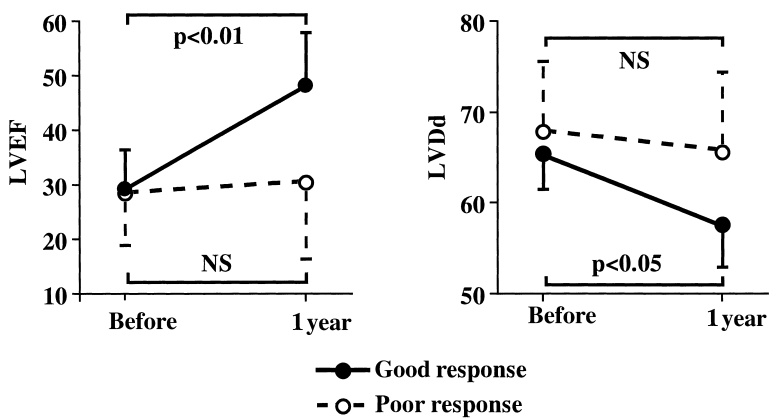 LVEF
60
50
40
30
20
10
p<0.01
NS
Before
1 year
LVDd
80
70
60
50
NS
p<0.05
Before
1 year
Good response
Poor response